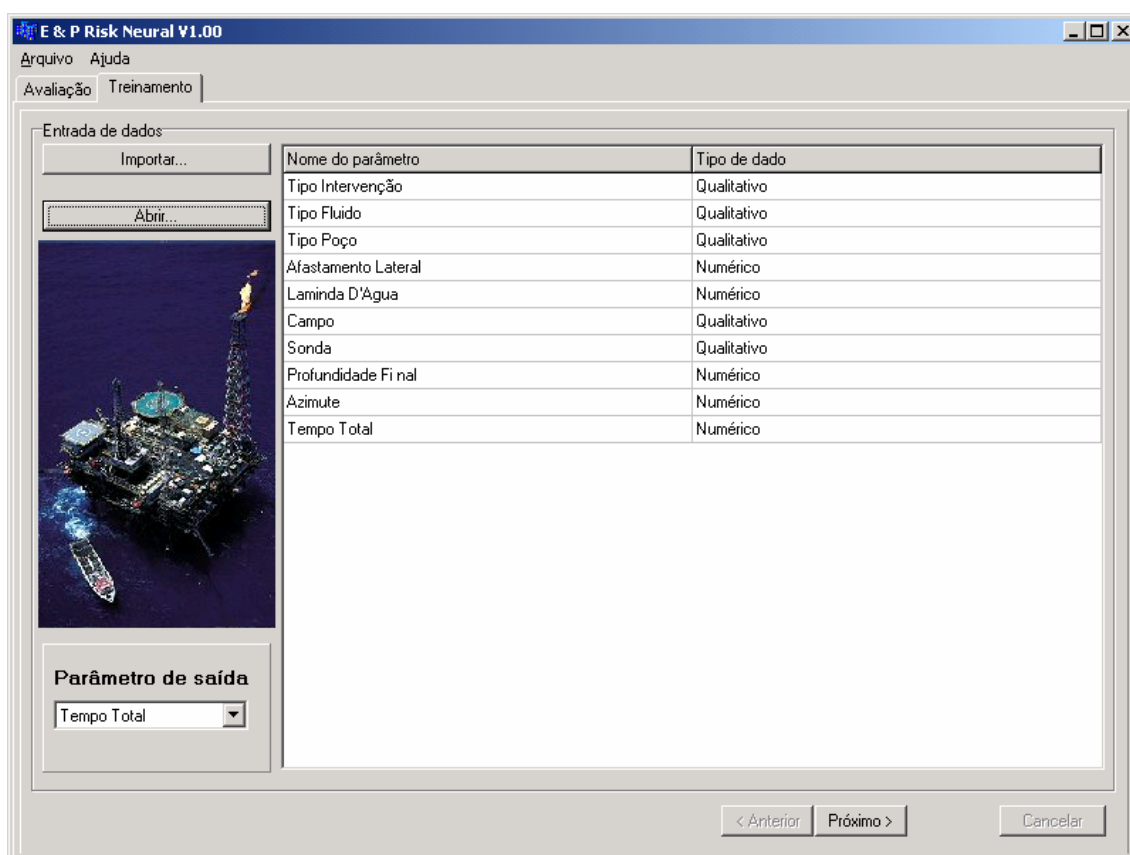 E & P Risk Neural V1.00
Arquivo Ajuda
Avaliação Treinamento
Entrada de dados
Importar...
Abrir...
Nome do parâmetro Tipo de dado
Tipo Intervenção Qualitativo
Tipo Fluido Qualitativo
Tipo Poço Qualitativo
Afastamento Lateral Numérico
Laminda D'Agua Numérico
Campo Qualitativo
Sonda Qualitativo
Profundidade Fi nal Numérico
Azimute Numérico
Tempo Total Numérico
Parâmetro de saída
Tempo Total
< Anterior Próximo > Cancelar